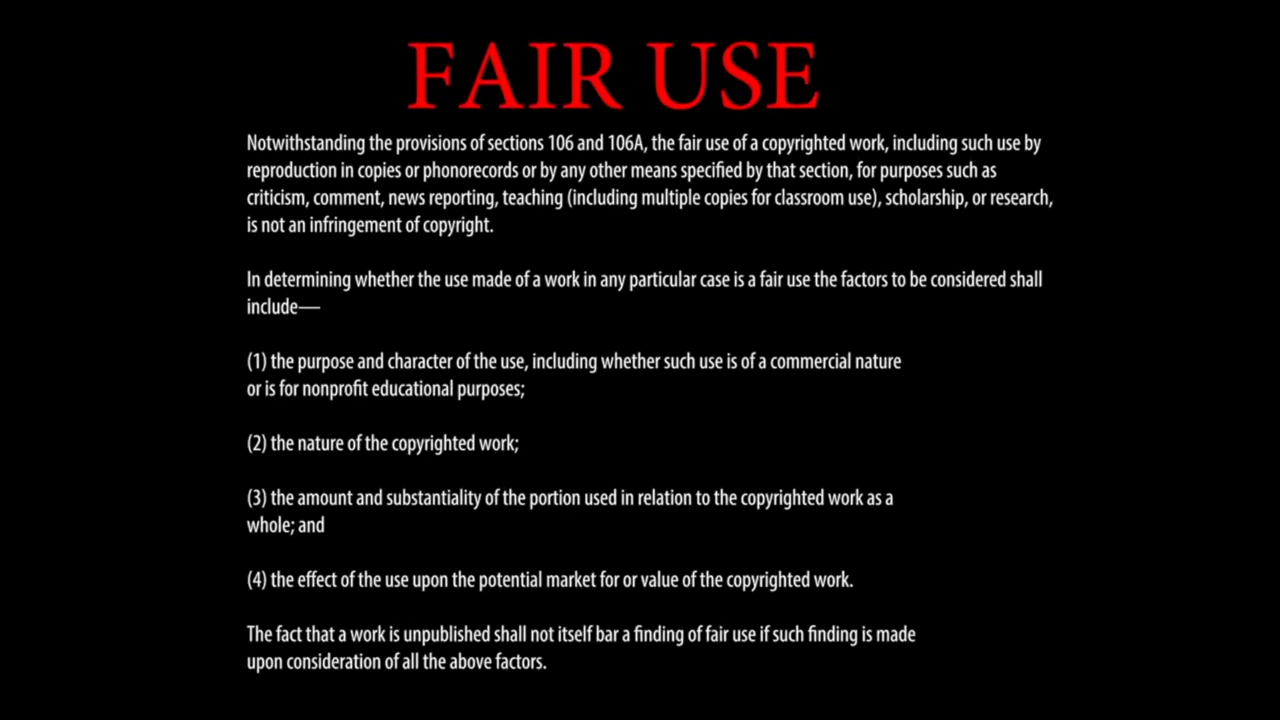 FAIR USE
Notwithstanding the provisions of sections 106 and 106A, the fair use of a copyrighted work, including such use by
reproduction in copies or phonorecords or by any other means specified by that section, for purposes such as
criticism, comment, news reporting, teaching (including multiple copies for classroom use), scholarship, or research,
is not an infringement of copyright.
In determining whether the use made of a work in any particular case is a fair use the factors to be considered shall
include—
(1) the purpose and character of the use, including whether such use is of a commercial nature
or is for nonprofit educational purposes;
(2) the nature of the copyrighted work;
(3) the amount and substantiality of the portion used in relation to the copyrighted work as a
whole; and
(4) the effect of the use upon the potential market for or value of the copyrighted work.
The fact that a work is unpublished shall not itself bar a finding of fair use if such finding is made
upon consideration of all the above factors.